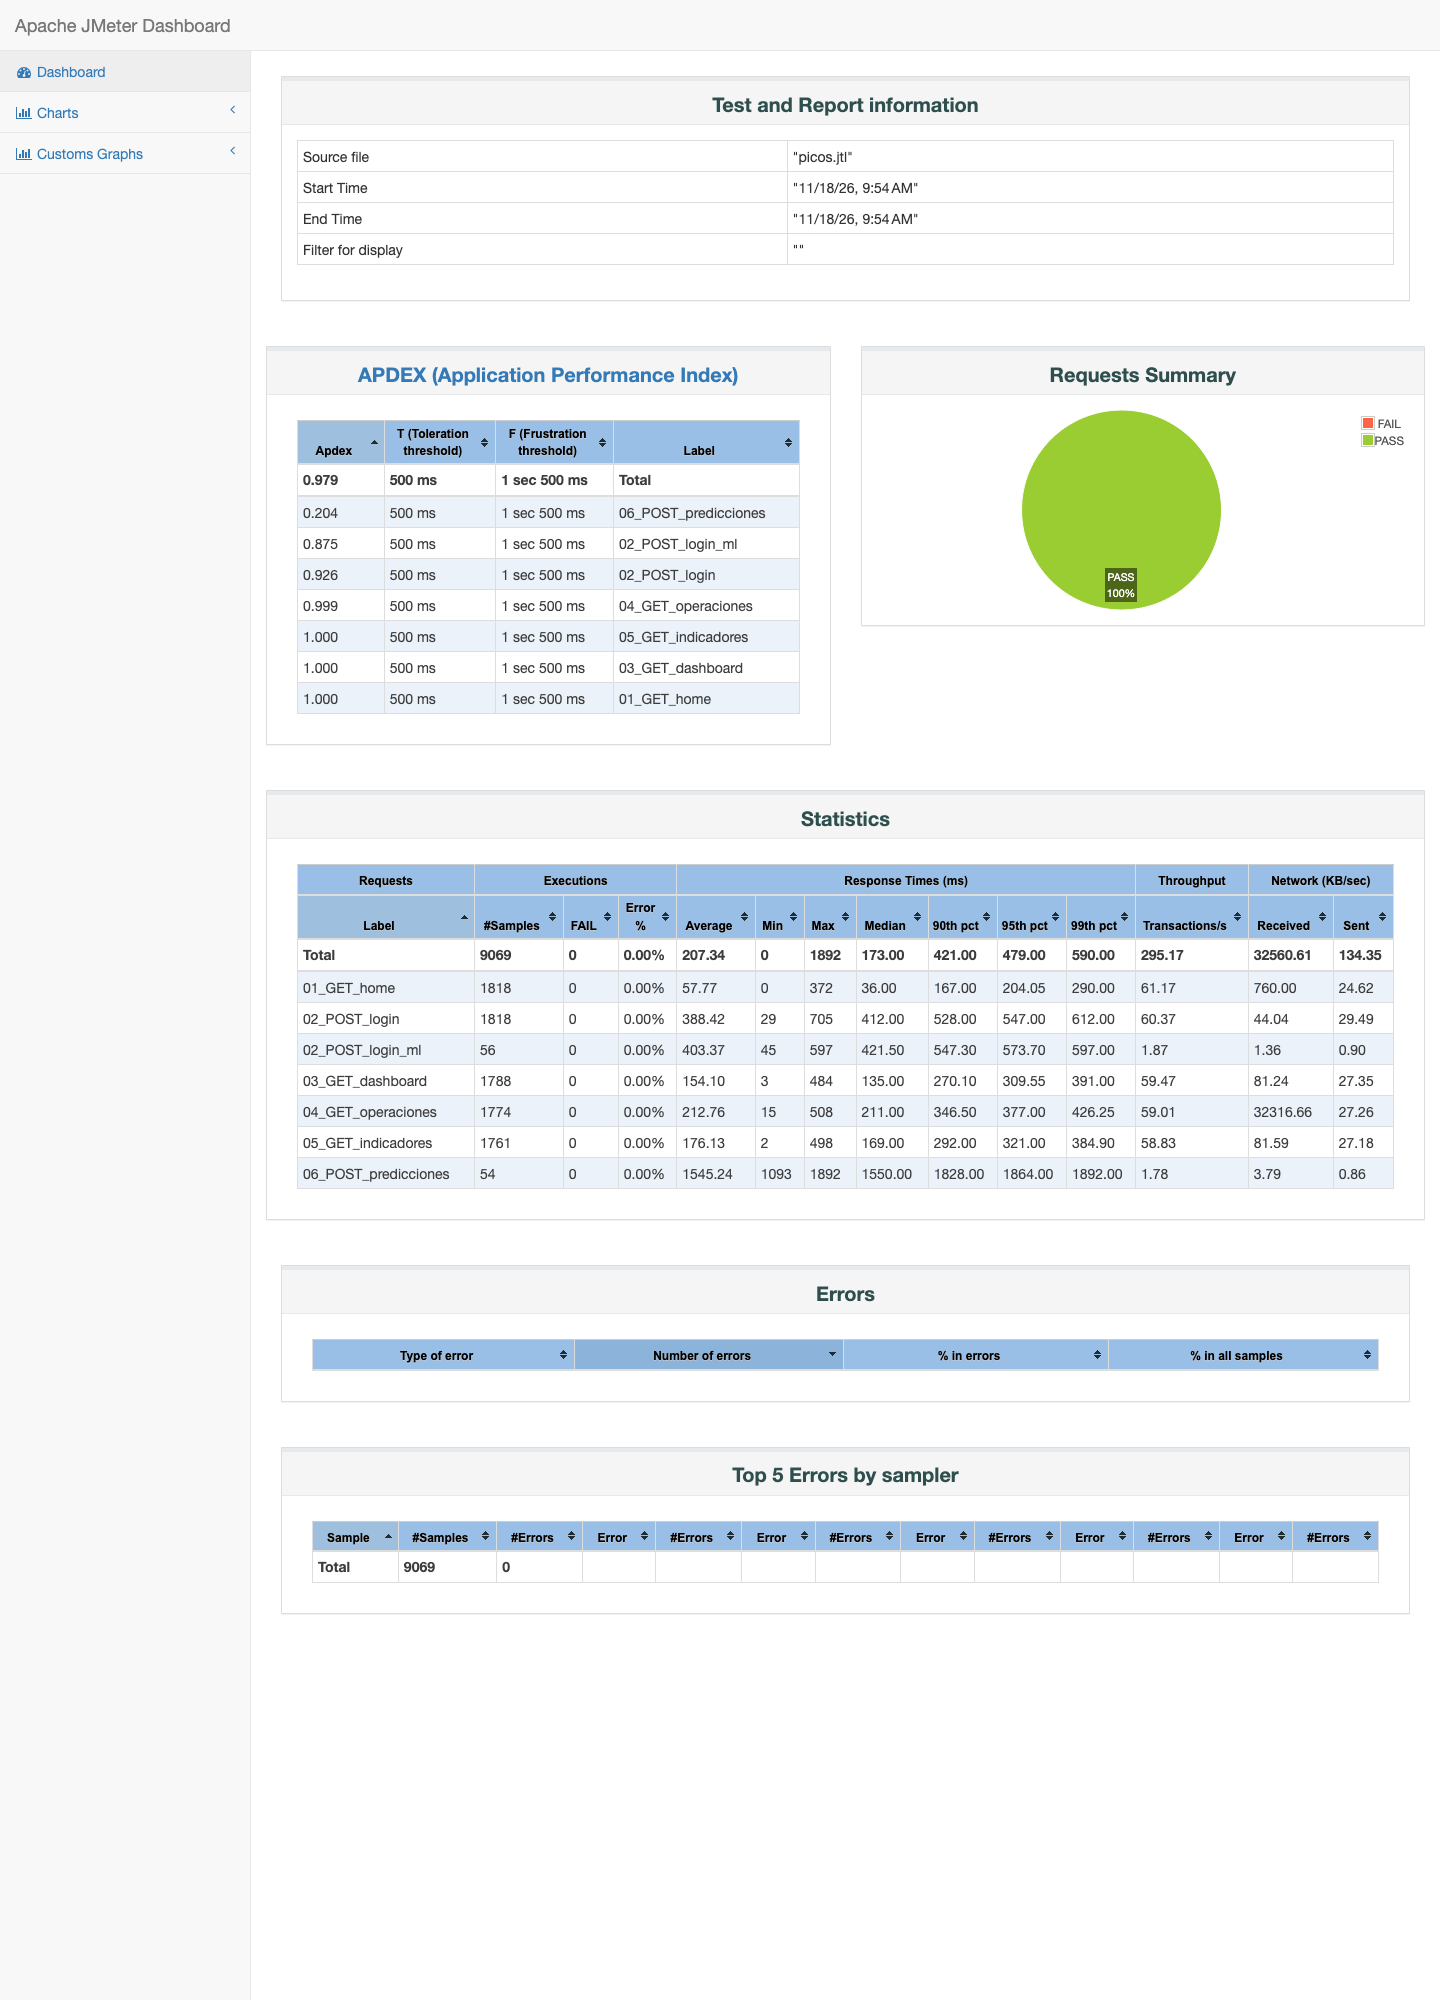 Apache JMeter Dashboard
Dashboard
Charts
Customs Graphs
Test and Report information
Source file "picos.jtl"
Start Time "11/18/26, 9:54 AM"
End Time "11/18/26, 9:54 AM"
Filter for display ""
APDEX (Application Performance Index)
Apdex T (Toleration threshold) F (Frustration threshold) Label
0.979 500 ms 1 sec 500 ms Total
0.204 500 ms 1 sec 500 ms 06_POST_predicciones
0.875 500 ms 1 sec 500 ms 02_POST_login_ml
0.926 500 ms 1 sec 500 ms 02_POST_login
0.999 500 ms 1 sec 500 ms 04_GET_operaciones
1.000 500 ms 1 sec 500 ms 05_GET_indicadores
1.000 500 ms 1 sec 500 ms 03_GET_dashboard
1.000 500 ms 1 sec 500 ms 01_GET_home
Requests Summary
FAIL
PASS
PASS
100%
Statistics
Requests Executions Response Times (ms) Throughput Network (KB/sec)
Label #Samples FAIL Error % Average Min Max Median 90th pct 95th pct 99th pct Transactions/s Received Sent
Total 9069 0 0.00% 207.34 0 1892 173.00 421.00 479.00 590.00 295.17 32560.61 134.35
01_GET_home 1818 0 0.00% 57.77 0 372 36.00 167.00 204.05 290.00 61.17 760.00 24.62
02_POST_login 1818 0 0.00% 388.42 29 705 412.00 528.00 547.00 612.00 60.37 44.04 29.49
02_POST_login_ml 56 0 0.00% 403.37 45 597 421.50 547.30 573.70 597.00 1.87 1.36 0.90
03_GET_dashboard 1788 0 0.00% 154.10 3 484 135.00 270.10 309.55 391.00 59.47 81.24 27.35
04_GET_operaciones 1774 0 0.00% 212.76 15 508 211.00 346.50 377.00 426.25 59.01 32316.66 27.26
05_GET_indicadores 1761 0 0.00% 176.13 2 498 169.00 292.00 321.00 384.90 58.83 81.59 27.18
06_POST_predicciones 54 0 0.00% 1545.24 1093 1892 1550.00 1828.00 1864.00 1892.00 1.78 3.79 0.86
Errors
Type of error Number of errors % in errors % in all samples
Top 5 Errors by sampler
Sample #Samples #Errors Error #Errors Error #Errors Error #Errors Error #Errors Error #Errors
Total 9069 0